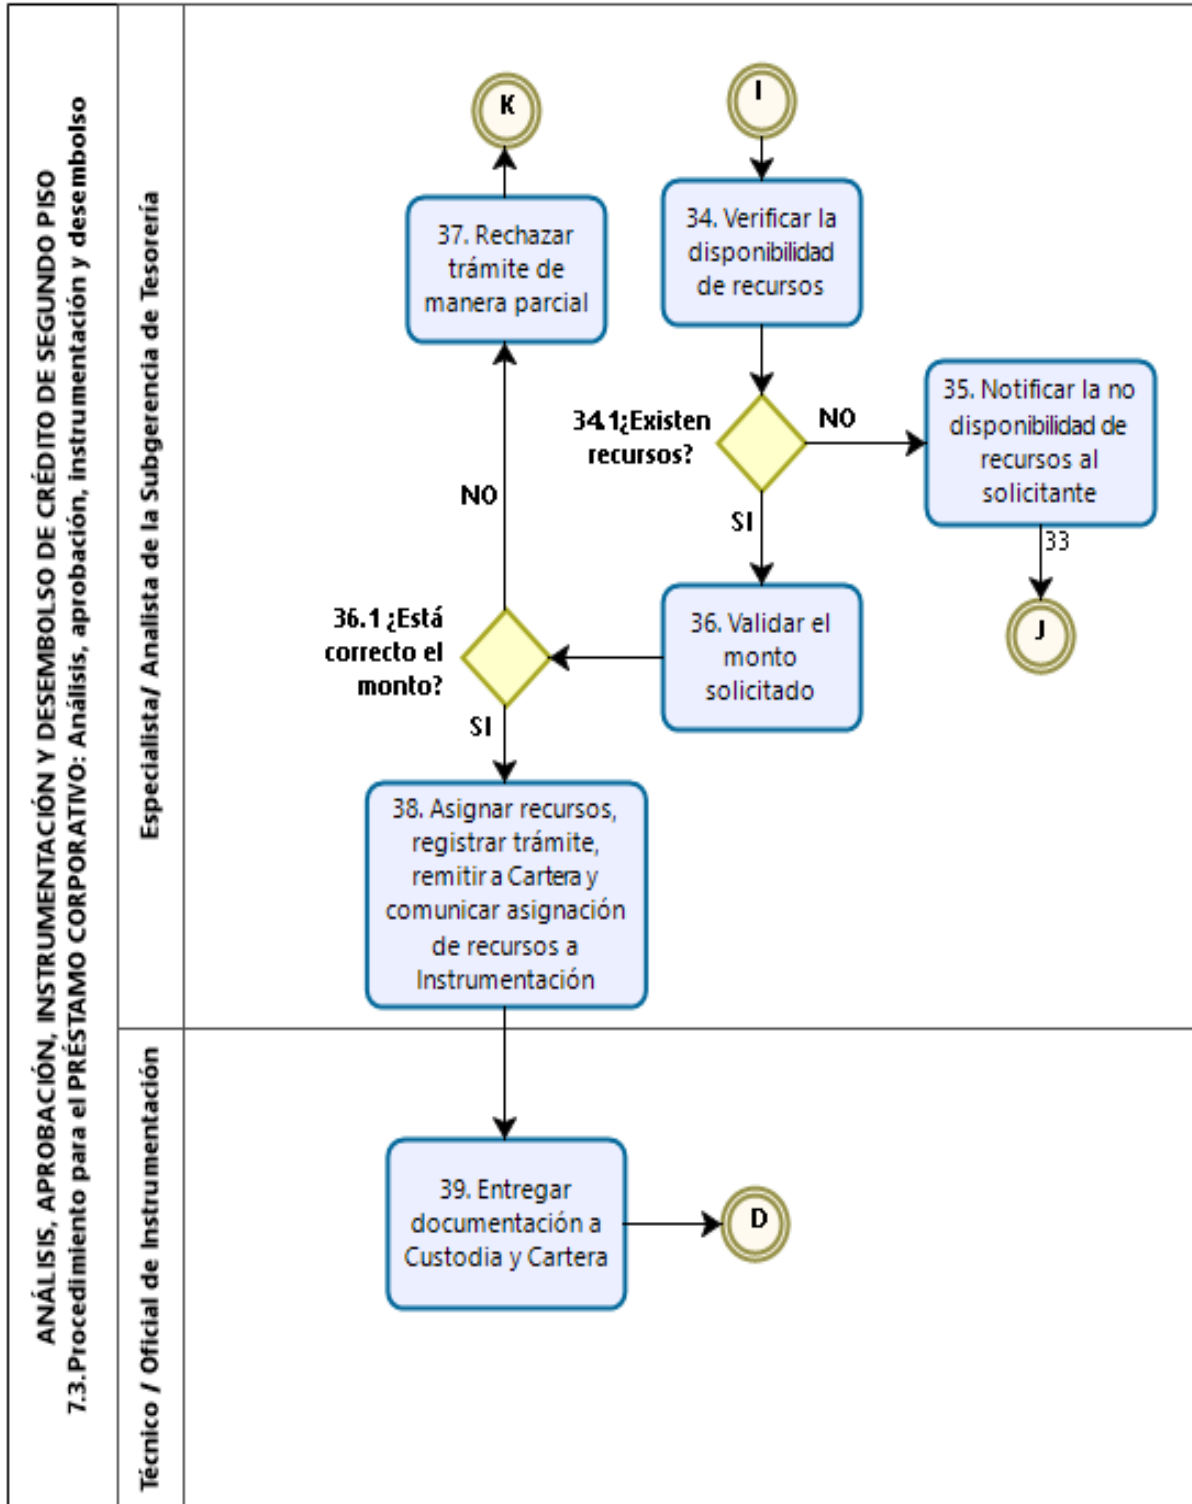 ANÁLISIS, APROBACIÓN, INSTRUMENTACIÓN Y DESEMBOLSO DE CRÉDITO DE SEGUNDO PISO
7.3.Procedimiento para el PRÉSTAMO CORPORATIVO: Análisis, aprobación, instrumentación y desembolso
Especialista/ Analista de la Subgerencia de Tesorería
K
I
37. Rechazar
trámite de
manera parcial
34. Verificar la
disponibilidad
de recursos
34.1¿Existen
recursos?
NO
35. Notificar la no
disponibilidad de
recursos al
solicitante
NO
SI
33
J
36.1 ¿Está
correcto el
monto?
36. Validar el
monto
solicitado
SI
38. Asignar recursos,
registrar trámite,
remitir a Cartera y
comunicar asignación
de recursos a
Instrumentación
Técnico / Oficial de Instrumentación
39. Entregar
documentación a
Custodia y Cartera
D